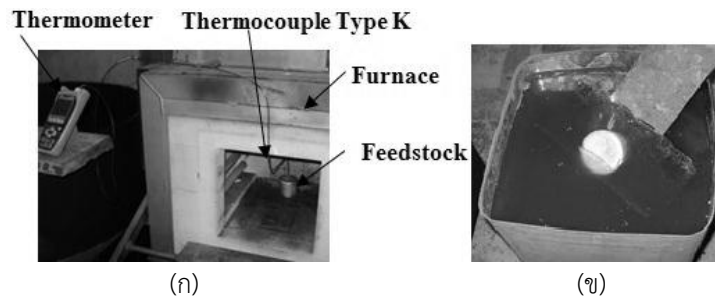 Thermometer
Thermocouple Type K
Furnace
Feedstock
(ก)
(ข)